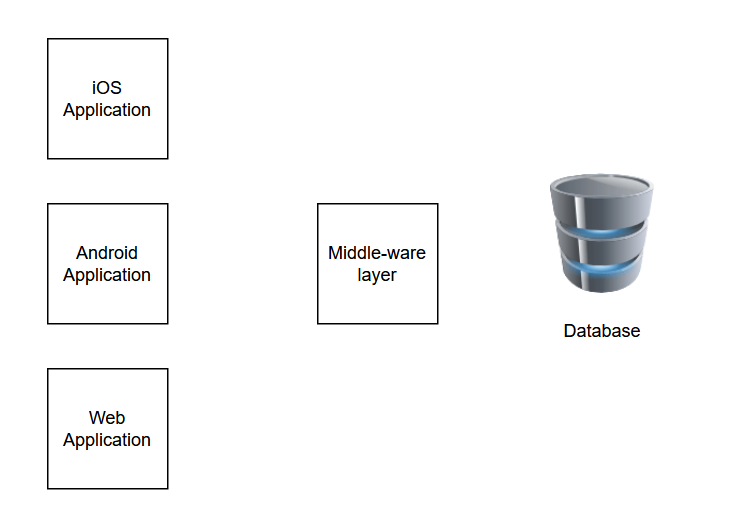 iOS
Application
Android
Application
Middle-ware
layer
Database
Web
Application